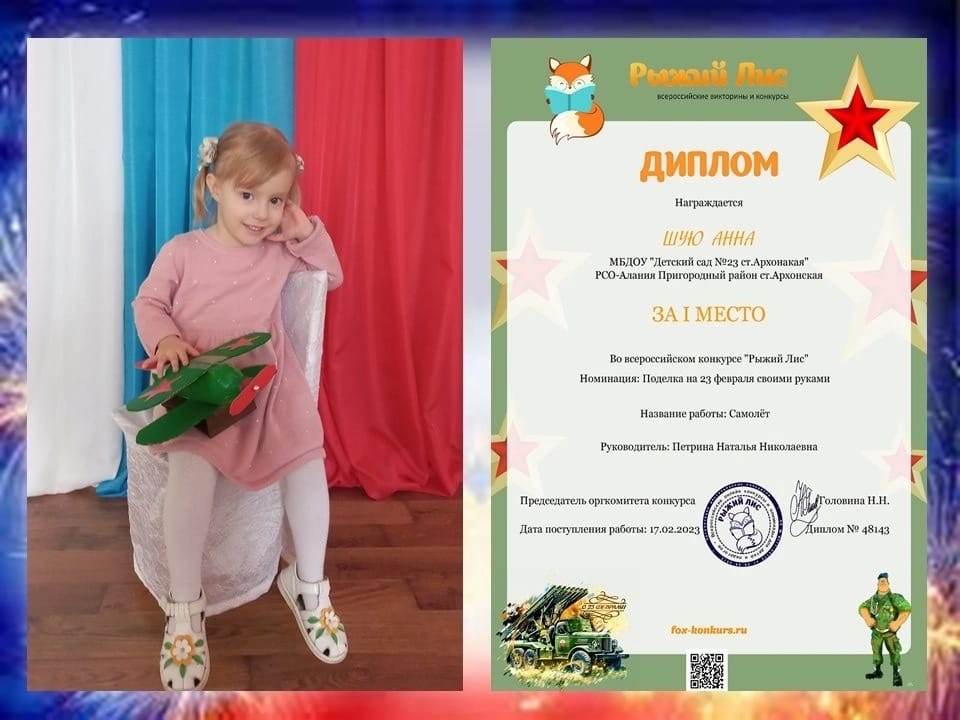 Рыжий Лис
всероссийские викторины и конкурсы
ДИПЛОМ
Награждается
ШУЮ АННА
МБДОУ "Детский сад №23 ст.Архонакая"
РСО-Алания Пригородный район ст.Архонская
ЗА I МЕСТО
Во всероссийском конкурсе "Рыжий Лис"
Номинация: Поделка на 23 февраля своими руками
Название работы: Самолёт
Руководитель: Петрина Наталья Николаевна
Председатель оргкомитета конкурса
Головина Н.Н.
Дата поступления работы: 17.02.2023
Диплом № 48143
РЫЖИЙ ЛИС
С 23 ФЕВРАЛЯ
fox-konkurs.ru